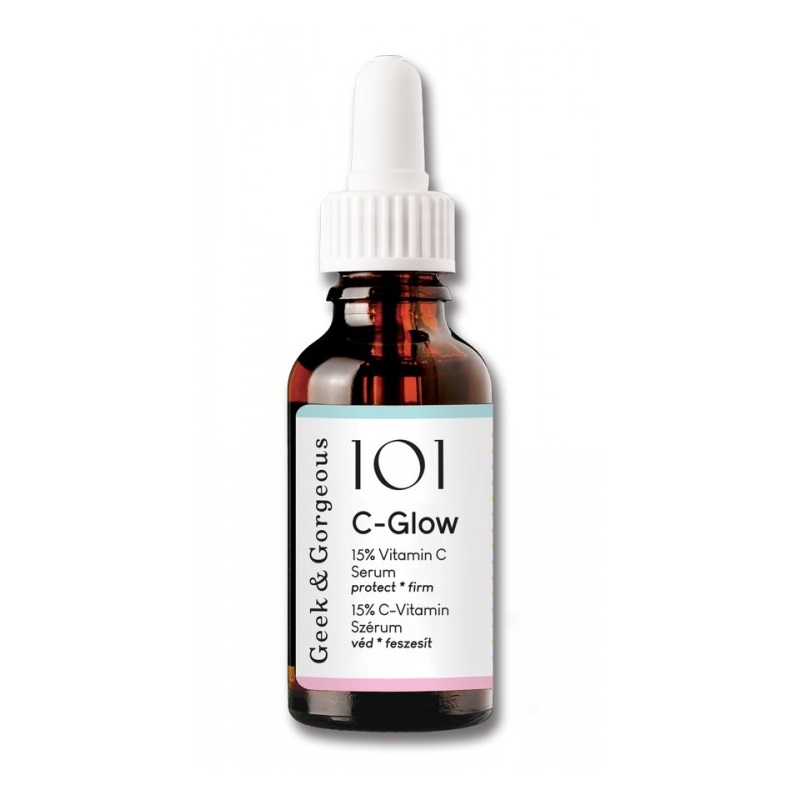 Geek & Gorgeous
101
C-Glow
15% Vitamin C
Serum
protect * firm
15% C-Vitamin
Szérum
véd * feszesít